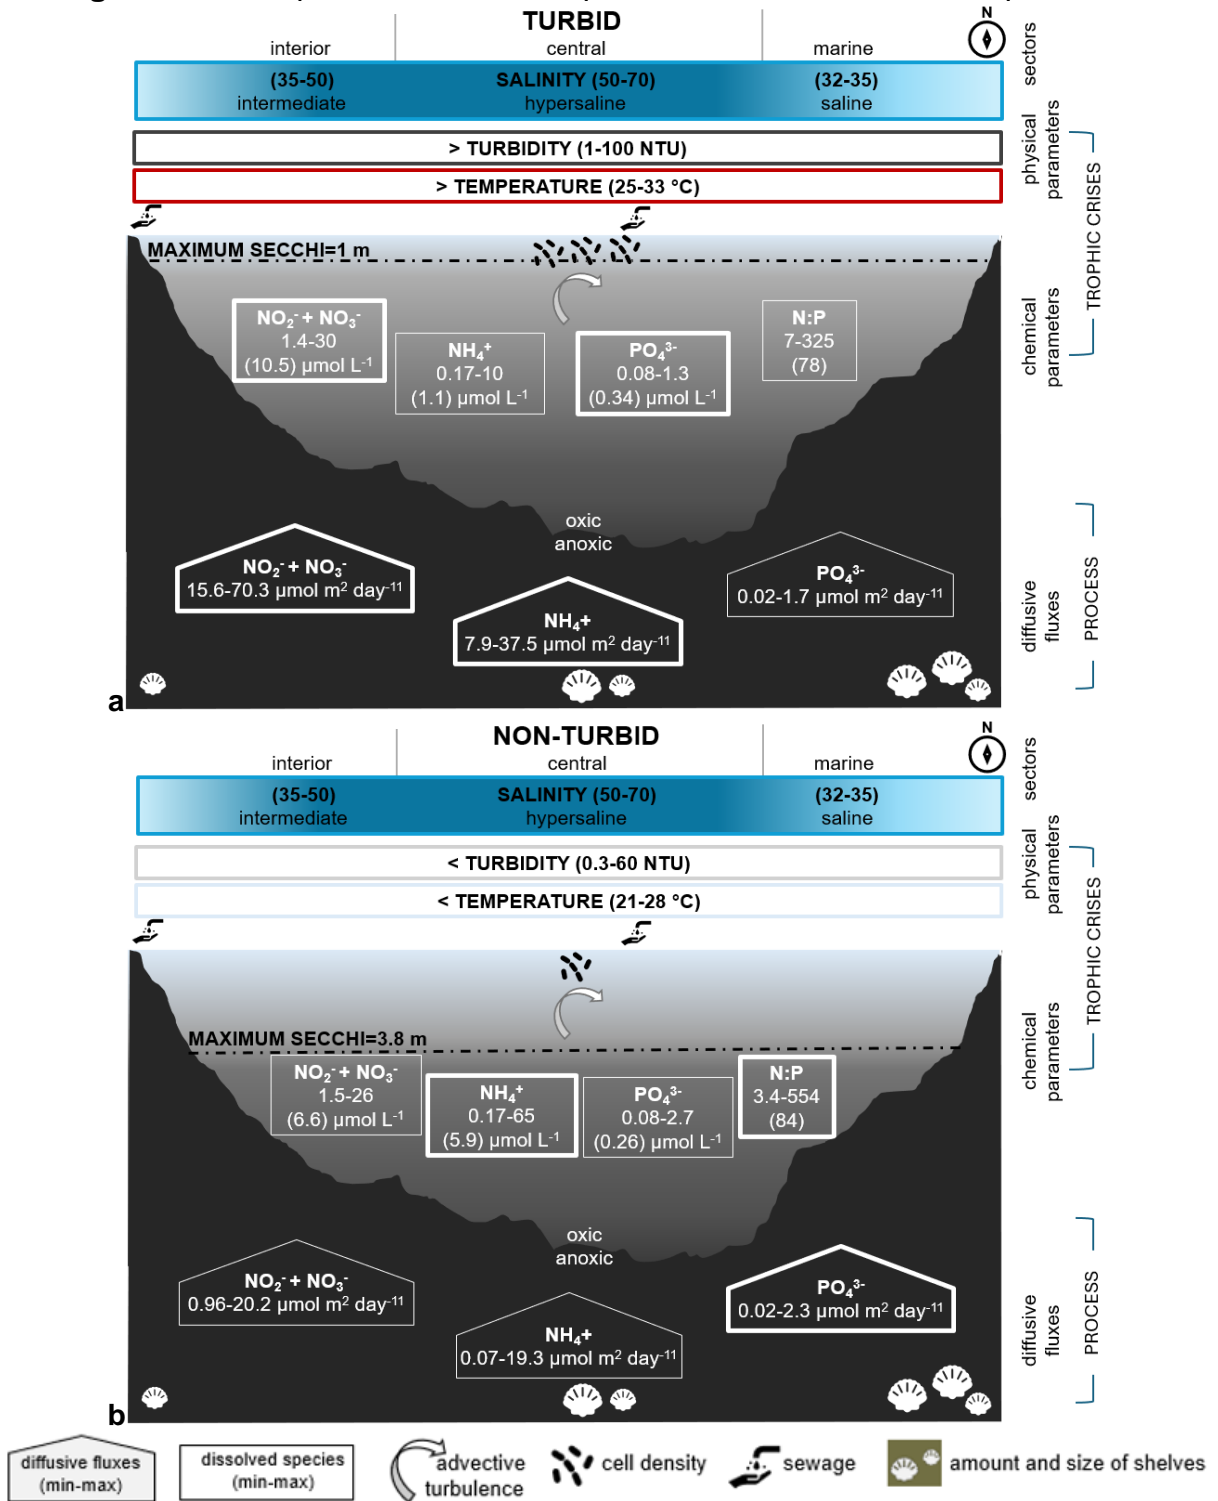 TURBID
N
interior
central
marine
sectors
(35-50)
SALINITY (50-70)
(32-35)
intermediate
hypersaline
saline
physical
parameters
> TURBIDITY (1-100 NTU)
> TEMPERATURE (25-33 °C)
TROPHIC CRISES
MAXIMUM SECCHI=1 m
chemical
parameters
NO₂⁻ + NO₃⁻
1.4-30
(10.5) µmol L⁻¹
NH₄⁺
0.17-10
(1.1) µmol L⁻¹
PO₄³⁻
0.08-1.3
(0.34) µmol L⁻¹
N:P
7-325
(78)
oxic
anoxic
NO₂⁻ + NO₃⁻
15.6-70.3 µmol m² day⁻¹¹
NH₄+
7.9-37.5 µmol m² day⁻¹¹
PO₄³⁻
0.02-1.7 µmol m² day⁻¹¹
diffusive
fluxes
PROCESS
a
NON-TURBID
N
interior
central
marine
sectors
(35-50)
SALINITY (50-70)
(32-35)
intermediate
hypersaline
saline
physical
parameters
< TURBIDITY (0.3-60 NTU)
< TEMPERATURE (21-28 °C)
TROPHIC CRISES
MAXIMUM SECCHI=3.8 m
chemical
parameters
NO₂⁻ + NO₃⁻
1.5-26
(6.6) µmol L⁻¹
NH₄⁺
0.17-65
(5.9) µmol L⁻¹
PO₄³⁻
0.08-2.7
(0.26) µmol L⁻¹
N:P
3.4-554
(84)
oxic
anoxic
NO₂⁻ + NO₃⁻
0.96-20.2 µmol m² day⁻¹¹
NH₄+
0.07-19.3 µmol m² day⁻¹¹
PO₄³⁻
0.02-2.3 µmol m² day⁻¹¹
diffusive
fluxes
PROCESS
b
diffusive fluxes
(min-max)
dissolved species
(min-max)
advective
turbulence
cell density
sewage
amount and size of shelves